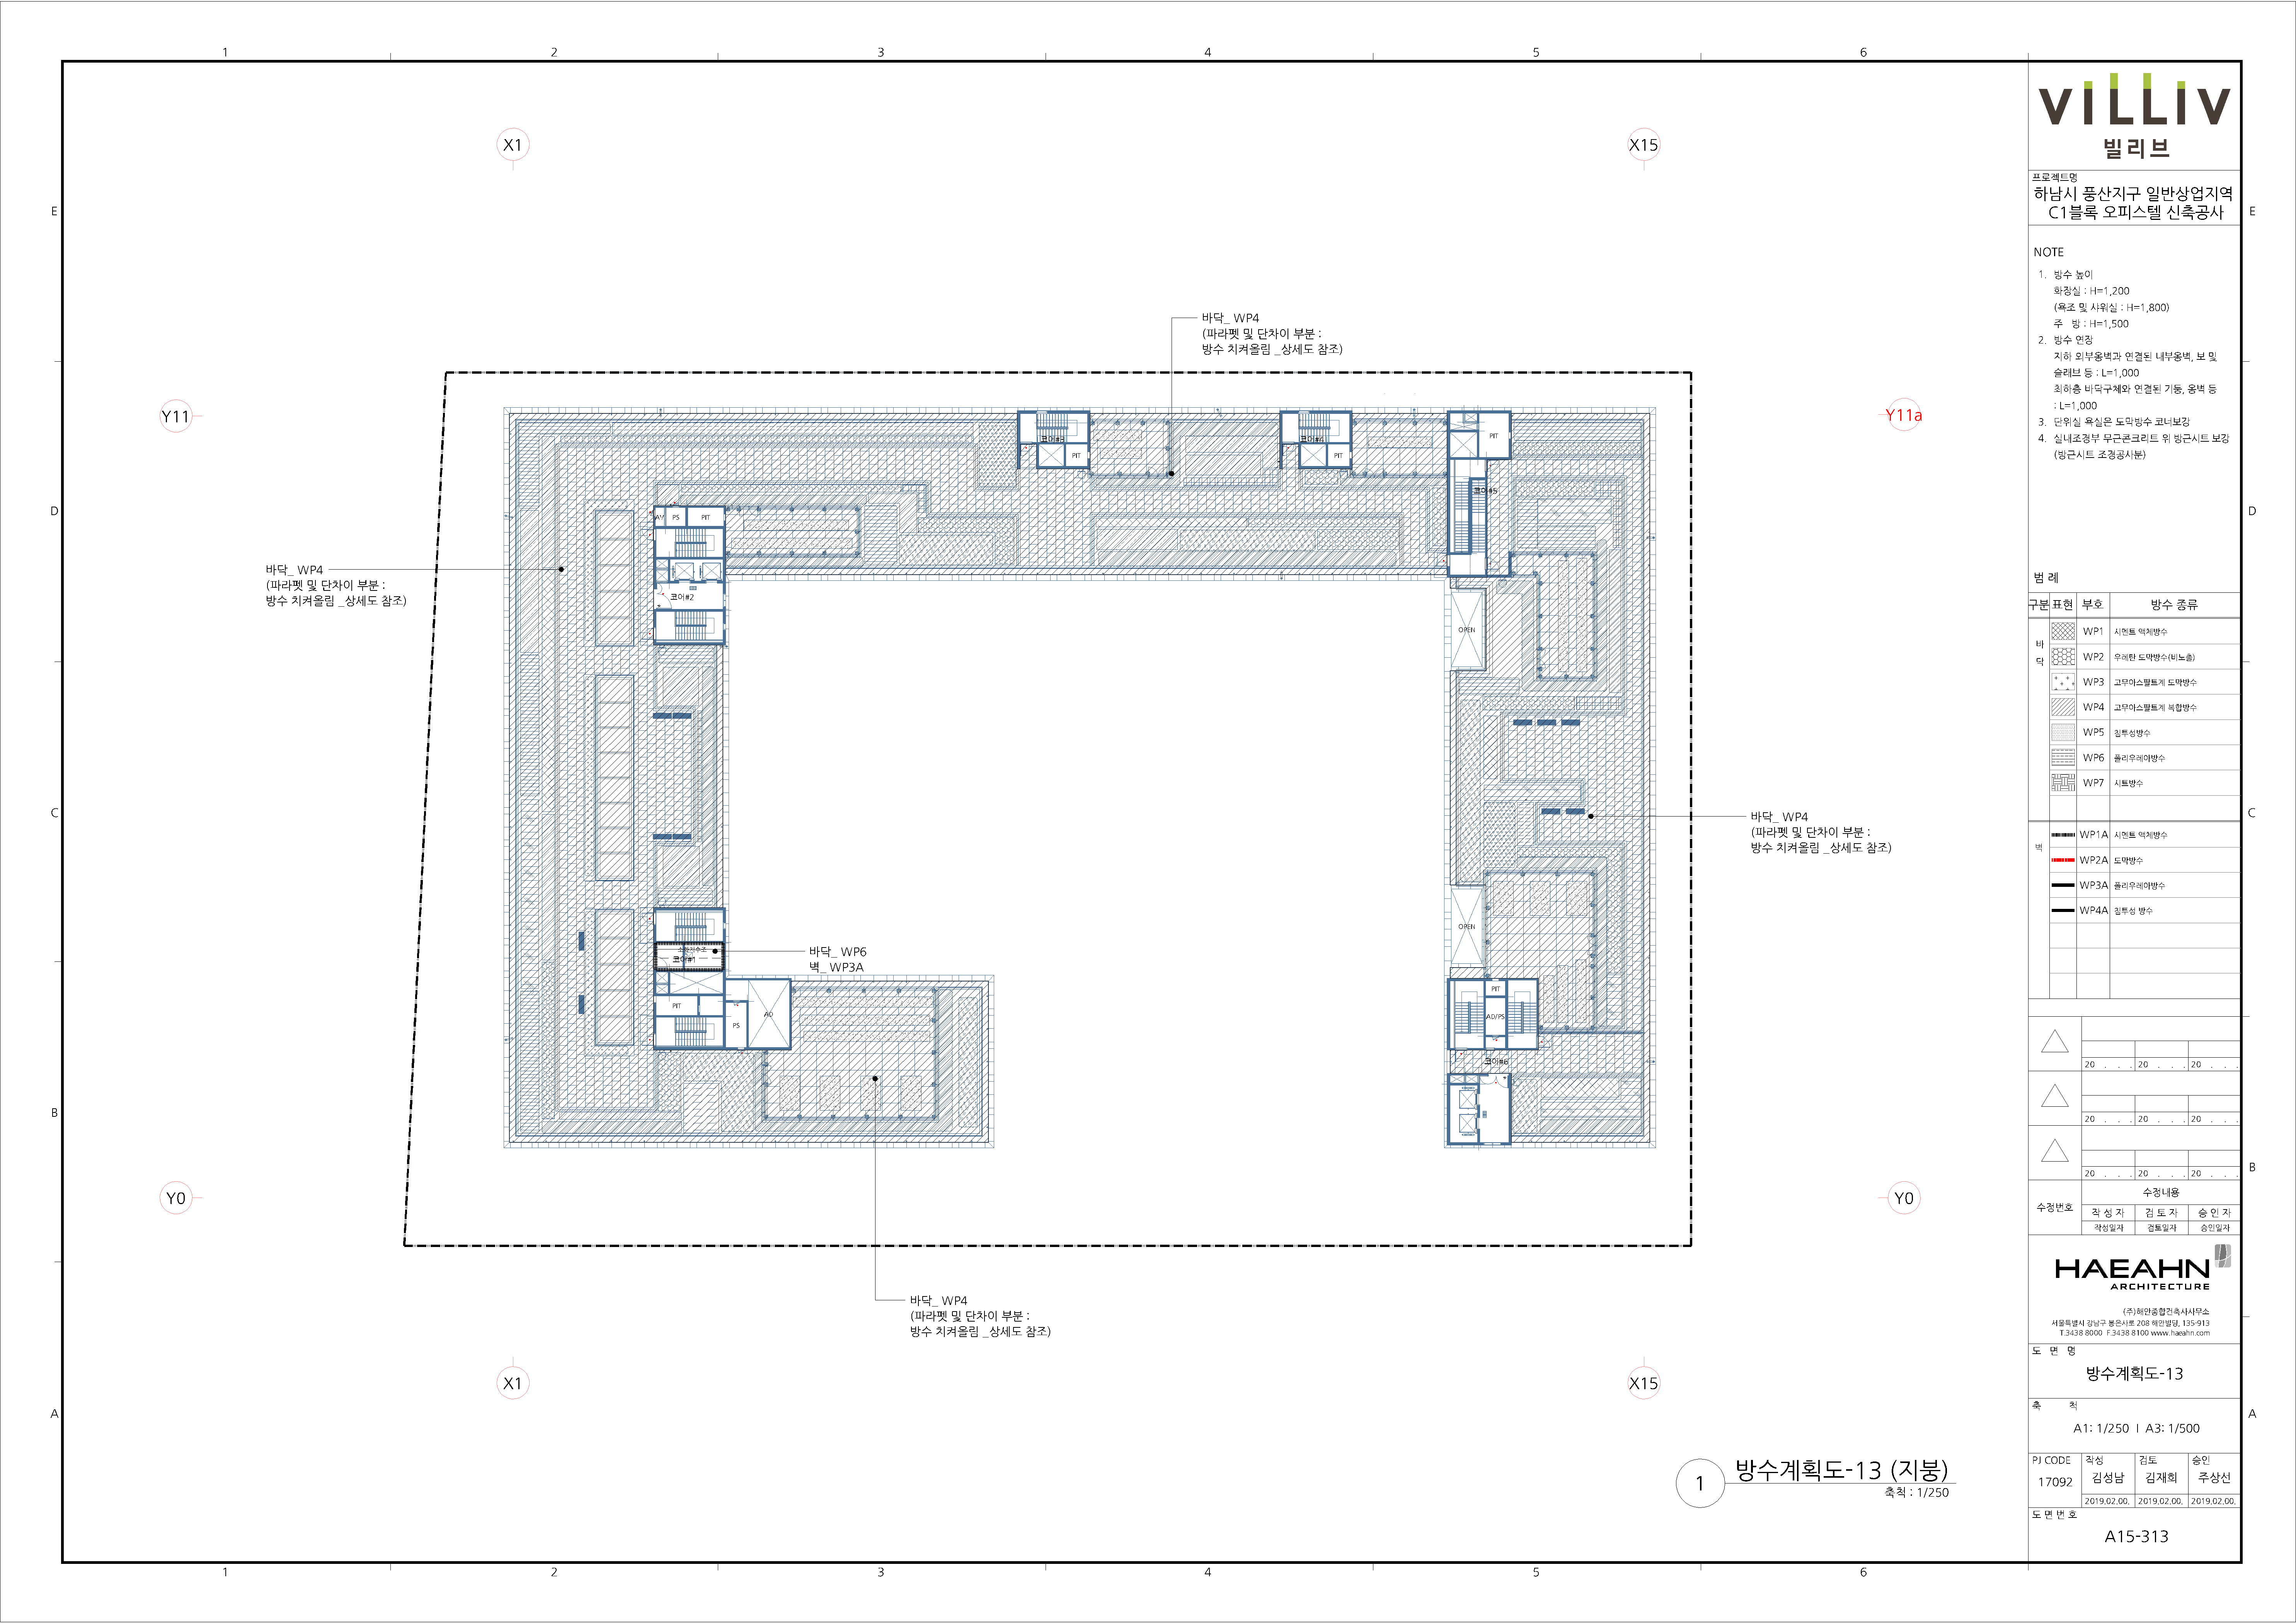 1
2
3
4
5
6
E
D
C
B
A
X1
X15
Y11
Y11a
Y0
Y0
X1
X15
바닥_ WP4
(파라펫 및 단차이 부분 :
방수 치켜올림 _상세도 참조)
바닥_ WP4
(파라펫 및 단차이 부분 :
방수 치켜올림 _상세도 참조)
바닥_ WP4
(파라펫 및 단차이 부분 :
방수 치켜올림 _상세도 참조)
바닥_ WP6
벽_ WP3A
바닥_ WP4
(파라펫 및 단차이 부분 :
방수 치켜올림 _상세도 참조)
코어#3
PIT
코어#4
PIT
PIT
코어#5
PS
PIT
코어#2
OPEN
OPEN
코어#1
PIT
PS
AD
PIT
AD/PS
코어#6
1
방수계획도-13 (지붕)
축척 : 1/250
1
2
3
4
5
6
VILLIV
빌리브
프로젝트명
하남시 풍산지구 일반상업지역
C1블록 오피스텔 신축공사
NOTE
1. 방수 높이
화장실 : H=1,200
(욕조 및 샤워실 : H=1,800)
주 방 : H=1,500
2. 방수 연장
지하 외부옹벽과 연결된 내부옹벽, 보 및
슬래브 등 : L=1,000
최하층 바닥구체와 연결된 기둥, 옹벽 등
: L=1,000
3. 단위실 욕실은 도막방수 코너보강
4. 실내조경부 무근콘크리트 위 방근시트 보강
(방근시트 조경공사분)
범 례
구분 표현 부호 방수 종류
바닥
WP1 시멘트 액체방수
WP2 우레탄 도막방수(비노출)
WP3 고무아스팔트계 도막방수
WP4 고무아스팔트계 복합방수
WP5 침투성방수
WP6 폴리우레아방수
WP7 시트방수
벽
WP1A 시멘트 액체방수
WP2A 도막방수
WP3A 폴리우레아방수
WP4A 침투성 방수
20 . . . 20 . . . 20 . . .
20 . . . 20 . . . 20 . . .
20 . . . 20 . . . 20 . . .
수정번호
수정내용
작 성 자 검 토 자 승 인 자
작성일자 검토일자 승인일자
HAEAHN
ARCHITECTURE
(주)해안종합건축사사무소
서울특별시 강남구 봉은사로 208 해안빌딩, 135-913
T.3438 8000 F.3438 8100 www.haeahn.com
도 면 명
방수계획도-13
축 척
A1: 1/250 I A3: 1/500
PJ CODE 작성 검토 승인
17092 김성남 김재희 주상선
2019.02.00. 2019.02.00. 2019.02.00.
도 면 번 호
A15-313
E
D
C
B
A